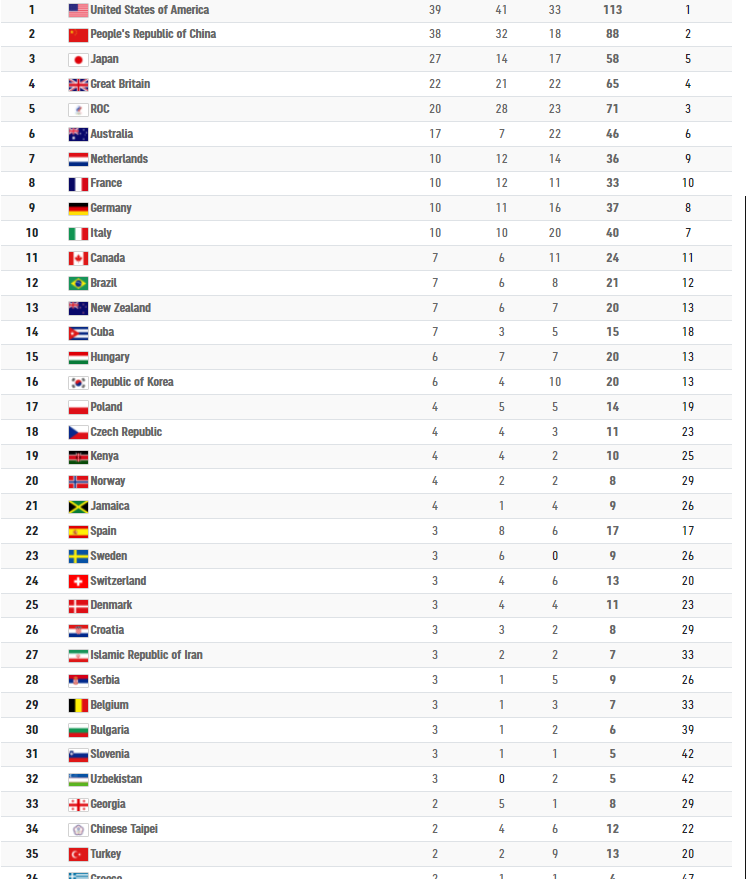 1 United States of America 39 41 33 113 1
2 People's Republic of China 38 32 18 88 2
3 Japan 27 14 17 58 5
4 Great Britain 22 21 22 65 4
5 ROC 20 28 23 71 3
6 Australia 17 7 22 46 6
7 Netherlands 10 12 14 36 9
8 France 10 12 11 33 10
9 Germany 10 11 16 37 8
10 Italy 10 10 20 40 7
11 Canada 7 6 11 24 11
12 Brazil 7 6 8 21 12
13 New Zealand 7 6 7 20 13
14 Cuba 7 3 5 15 18
15 Hungary 6 7 7 20 13
16 Republic of Korea 6 4 10 20 13
17 Poland 4 5 5 14 19
18 Czech Republic 4 4 3 11 23
19 Kenya 4 4 2 10 25
20 Norway 4 2 2 8 29
21 Jamaica 4 1 4 9 26
22 Spain 3 8 6 17 17
23 Sweden 3 6 0 9 26
24 Switzerland 3 4 6 13 20
25 Denmark 3 4 4 11 23
26 Croatia 3 3 2 8 29
27 Islamic Republic of Iran 3 2 2 7 33
28 Serbia 3 1 5 9 26
29 Belgium 3 1 3 7 33
30 Bulgaria 3 1 2 6 39
31 Slovenia 3 1 1 5 42
32 Uzbekistan 3 0 2 5 42
33 Georgia 2 5 1 8 29
34 Chinese Taipei 2 4 6 12 22
35 Turkey 2 2 9 13 20